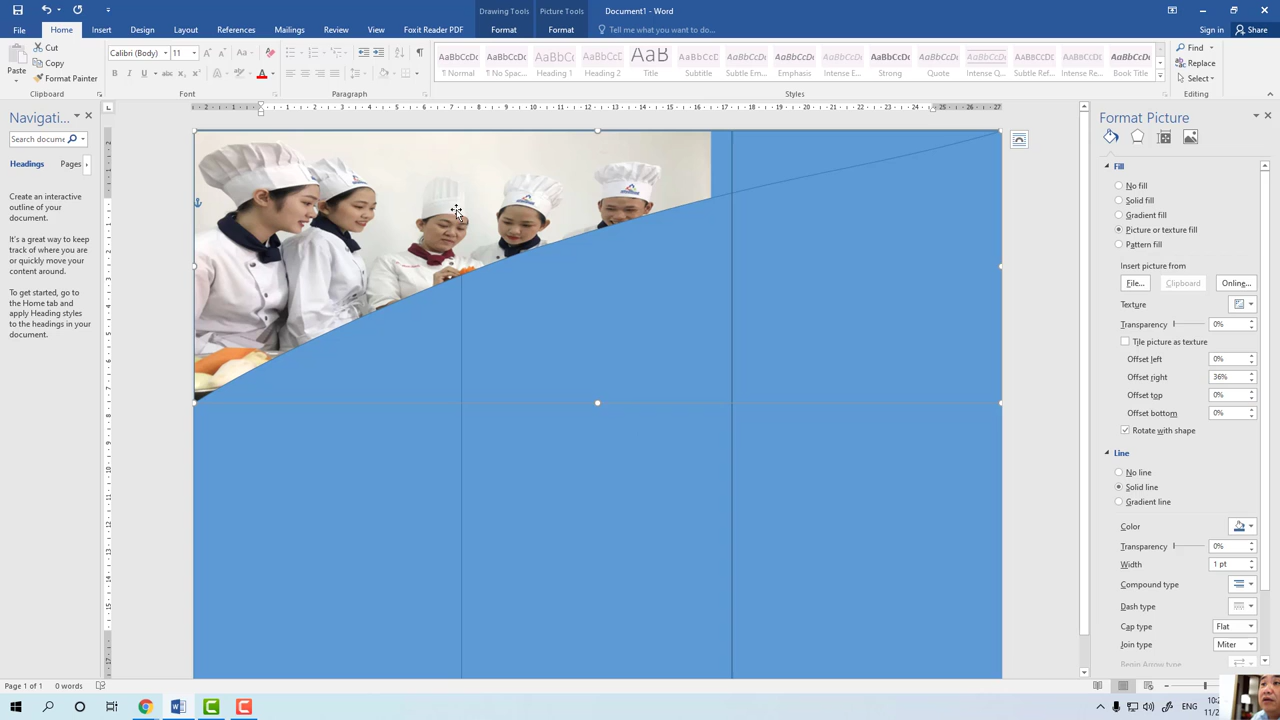 Drawing Tools
Picture Tools
Document1 - Word
File
Home
Insert
Design
Layout
References
Mailings
Review
View
Foxit Reader PDF
Format
Format
Tell me what you want to do...
Sign in
Share
Paste
Cut
Copy
Format Painter
Clipboard
Calibri (Body)
11
Font
Paragraph
AaBbCcDc
¶ Normal
AaBbCcDc
¶ No Spac...
AaBbCc
Heading 1
AaBbCcC
Heading 2
AaB
Title
AaBbCcC
Subtitle
AaBbCcDc
Subtle Em...
AaBbCcDc
Emphasis
AaBbCcDc
Intense E...
AaBbCcDc
Strong
AaBbCcDc
Quote
AaBbCcDc
Intense Q...
AaBbCcDc
Subtle Ref...
AaBbCcDc
Intense Re...
AaBbCcDc
Book Title
Styles
Find
Replace
Select
Editing
Navigati...
Search docume
Headings
Pages
Create an interactive
outline of your
document.
It's a great way to keep
track of where you are
or quickly move your
content around.
To get started, go to
the Home tab and
apply Heading styles
to the headings in your
document.
Format Picture
Fill
No fill
Solid fill
Gradient fill
Picture or texture fill
Pattern fill
Insert picture from
File...
Clipboard
Online...
Texture
Transparency
0%
Tile picture as texture
Offset left
0%
Offset right
36%
Offset top
0%
Offset bottom
0%
Rotate with shape
Line
No line
Solid line
Gradient line
Color
Transparency
0%
Width
1 pt
Compound type
Dash type
Cap type
Flat
Join type
Miter
Begin Arrow type
Page 1 of 1
0 words
ENG